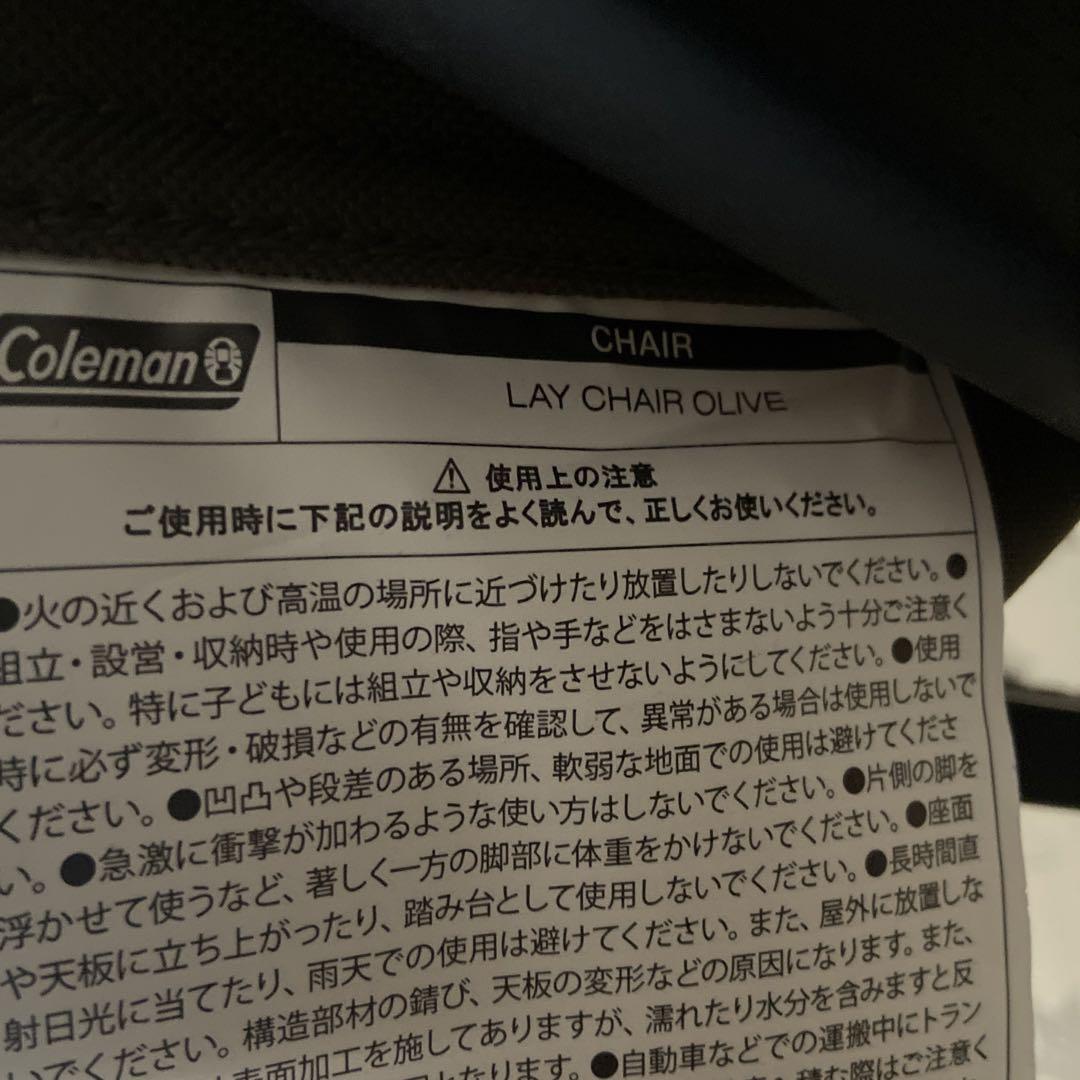 Coleman
CHAIR
LAY CHAIR OLIVE
⚠ 使用上の注意
ご使用時に下記の説明をよく読んで、正しくお使いください。
●火の近くおよび高温の場所に近づけたり放置したりしないでください。●
組立・設営・収納時や使用の際、指や手などをはさまないよう十分ご注意く
ださい。特に子どもには組立や収納をさせないようにしてください。●使用
時に必ず変形・破損などの有無を確認して、異常がある場合は使用しないで
ください。●凹凸や段差のある場所、軟弱な地面での使用は避けてくださ
い。●急激に衝撃が加わるような使い方はしないでください。●片側の脚を
浮かせて使うなど、著しく一方の脚部に体重をかけないでください。●座面
や天板に立ち上がったり、踏み台として使用しないでください。●長時間直
射日光に当てたり、雨天での使用は避けてください。また、屋外に放置しな
いでください。構造部材の錆び、天板の変形などの原因になります。また、
表面加工を施してありますが、濡れたり水分を含みますと反
となります。●自動車などでの運搬中にトラン
積む際はご注意く